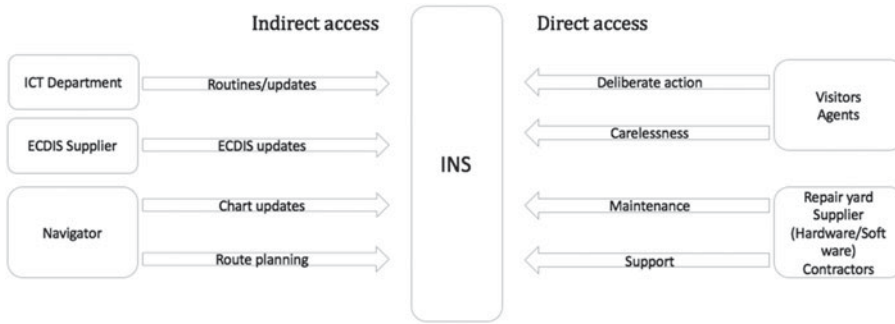 Indirect access
Direct access
ICT Department
Routines/updates
Deliberate action
Visitors
Agents
ECDIS Supplier
ECDIS updates
Carelessness
INS
Navigator
Chart updates
Route planning
Maintenance
Support
Repair yard
Supplier
(Hardware/Soft
ware)
Contractors